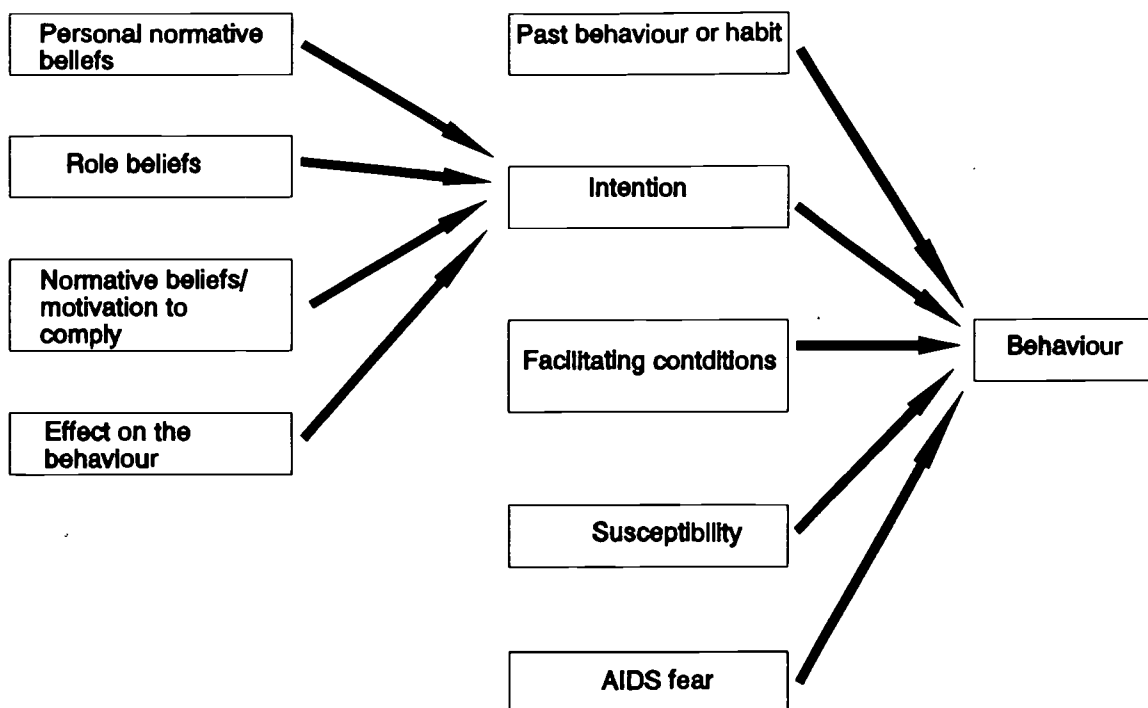 Personal normative
beliefs
Role beliefs
Normative beliefs/
motivation to
comply
Effect on the
behaviour
Past behaviour or habit
Intention
Facilitating contditions
Susceptibility
AIDS fear
Behaviour